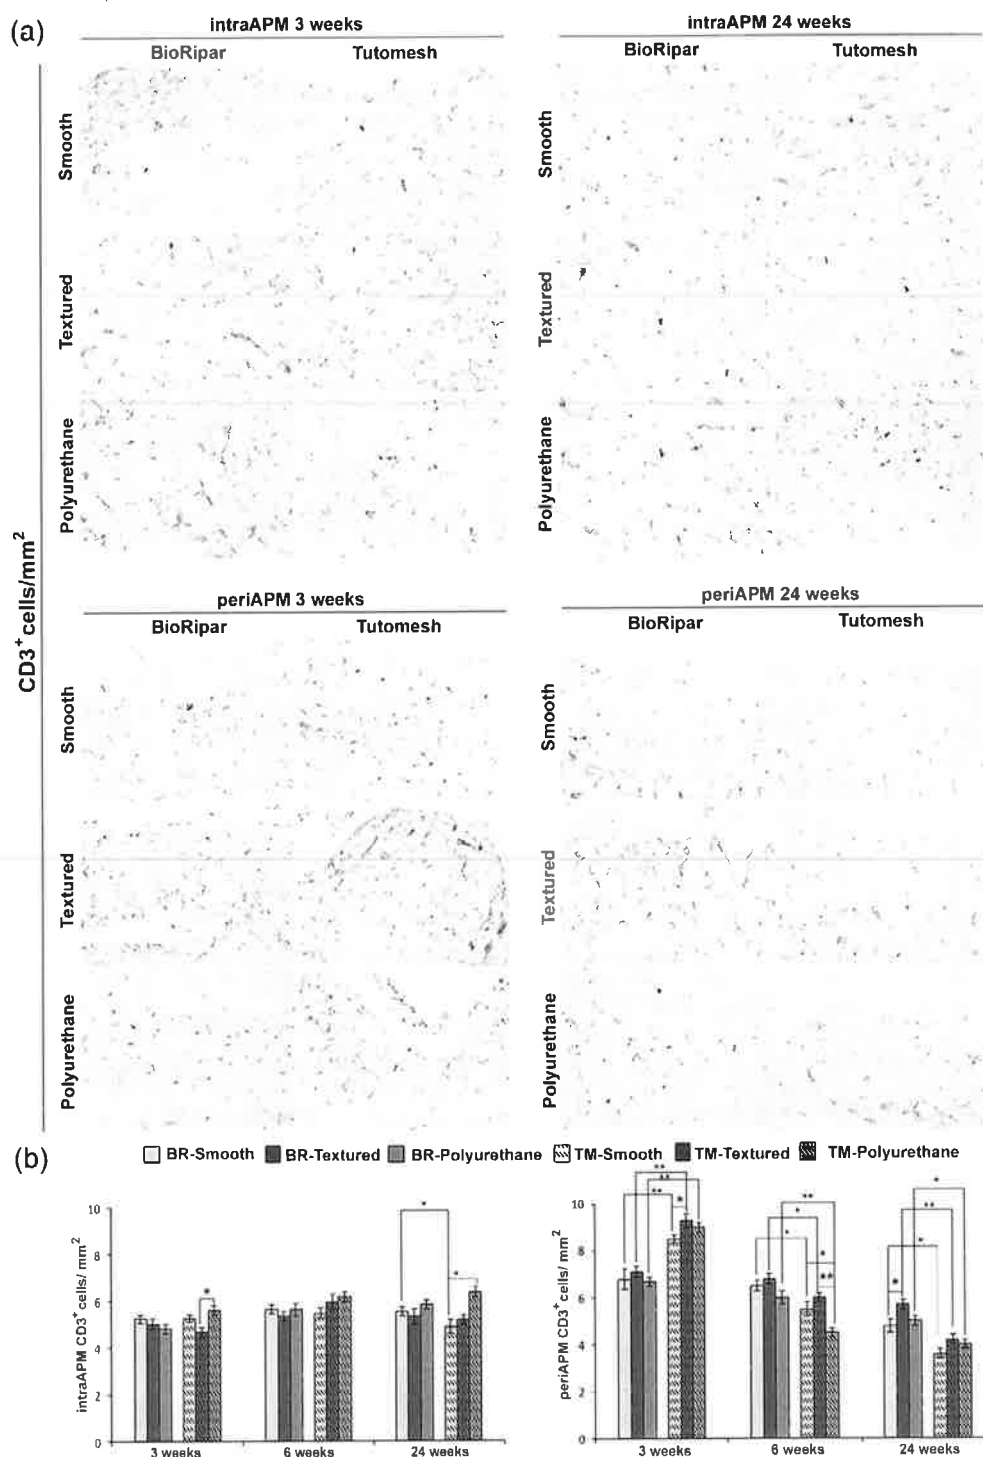 (a)
intraAPM 3 weeks
BioRipar Tutomesh
intraAPM 24 weeks
BioRipar Tutomesh
Smooth
Textured
Polyurethane
Smooth
Textured
Polyurethane
CD3+ cells/mm2
periAPM 3 weeks
BioRipar Tutomesh
periAPM 24 weeks
BioRipar Tutomesh
Smooth
Textured
Polyurethane
Smooth
Textured
Polyurethane
(b)
BR-Smooth BR-Textured BR-Polyurethane TM-Smooth TM-Textured TM-Polyurethane
intraAPM CD3+ cells/ mm2
10
8
6
4
2
0
*
*
*
3 weeks 6 weeks 24 weeks
periAPM CD3+ cells/ mm2
10
8
6
4
2
0
**
**
** *
**
*
* *
**
*
**
*
*
3 weeks 6 weeks 24 weeks